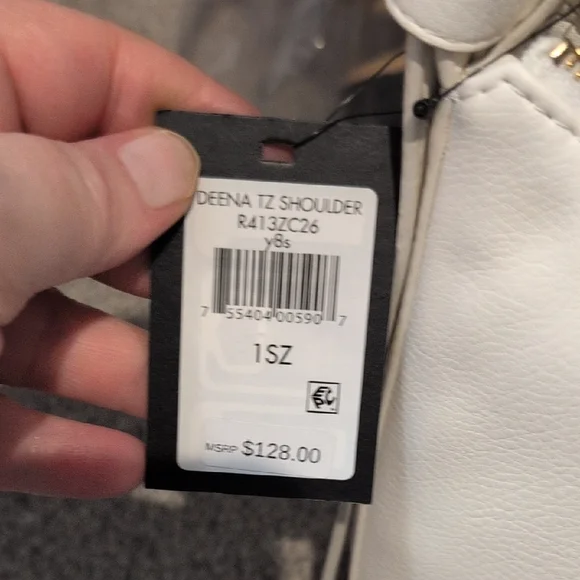 DEENA TZ SHOULDER
R413ZC26
y8s
7 55404 00590 7
1SZ
MSRP $128.00